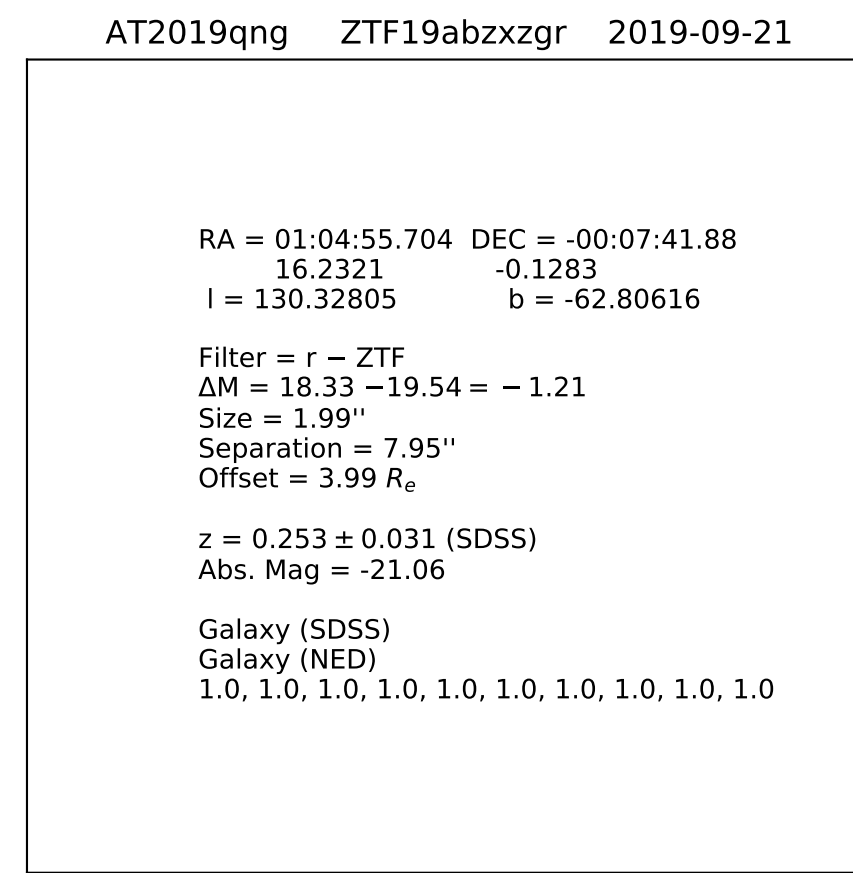 AT2019qng ZTF19abzxzgr 2019-09-21
RA = 01:04:55.704 DEC = -00:07:41.88
16.2321 -0.1283
l = 130.32805 b = -62.80616
Filter = r − ZTF
ΔM = 18.33 −19.54 = − 1.21
Size = 1.99''
Separation = 7.95''
Offset = 3.99 Rₑ
z = 0.253 ± 0.031 (SDSS)
Abs. Mag = -21.06
Galaxy (SDSS)
Galaxy (NED)
1.0, 1.0, 1.0, 1.0, 1.0, 1.0, 1.0, 1.0, 1.0, 1.0